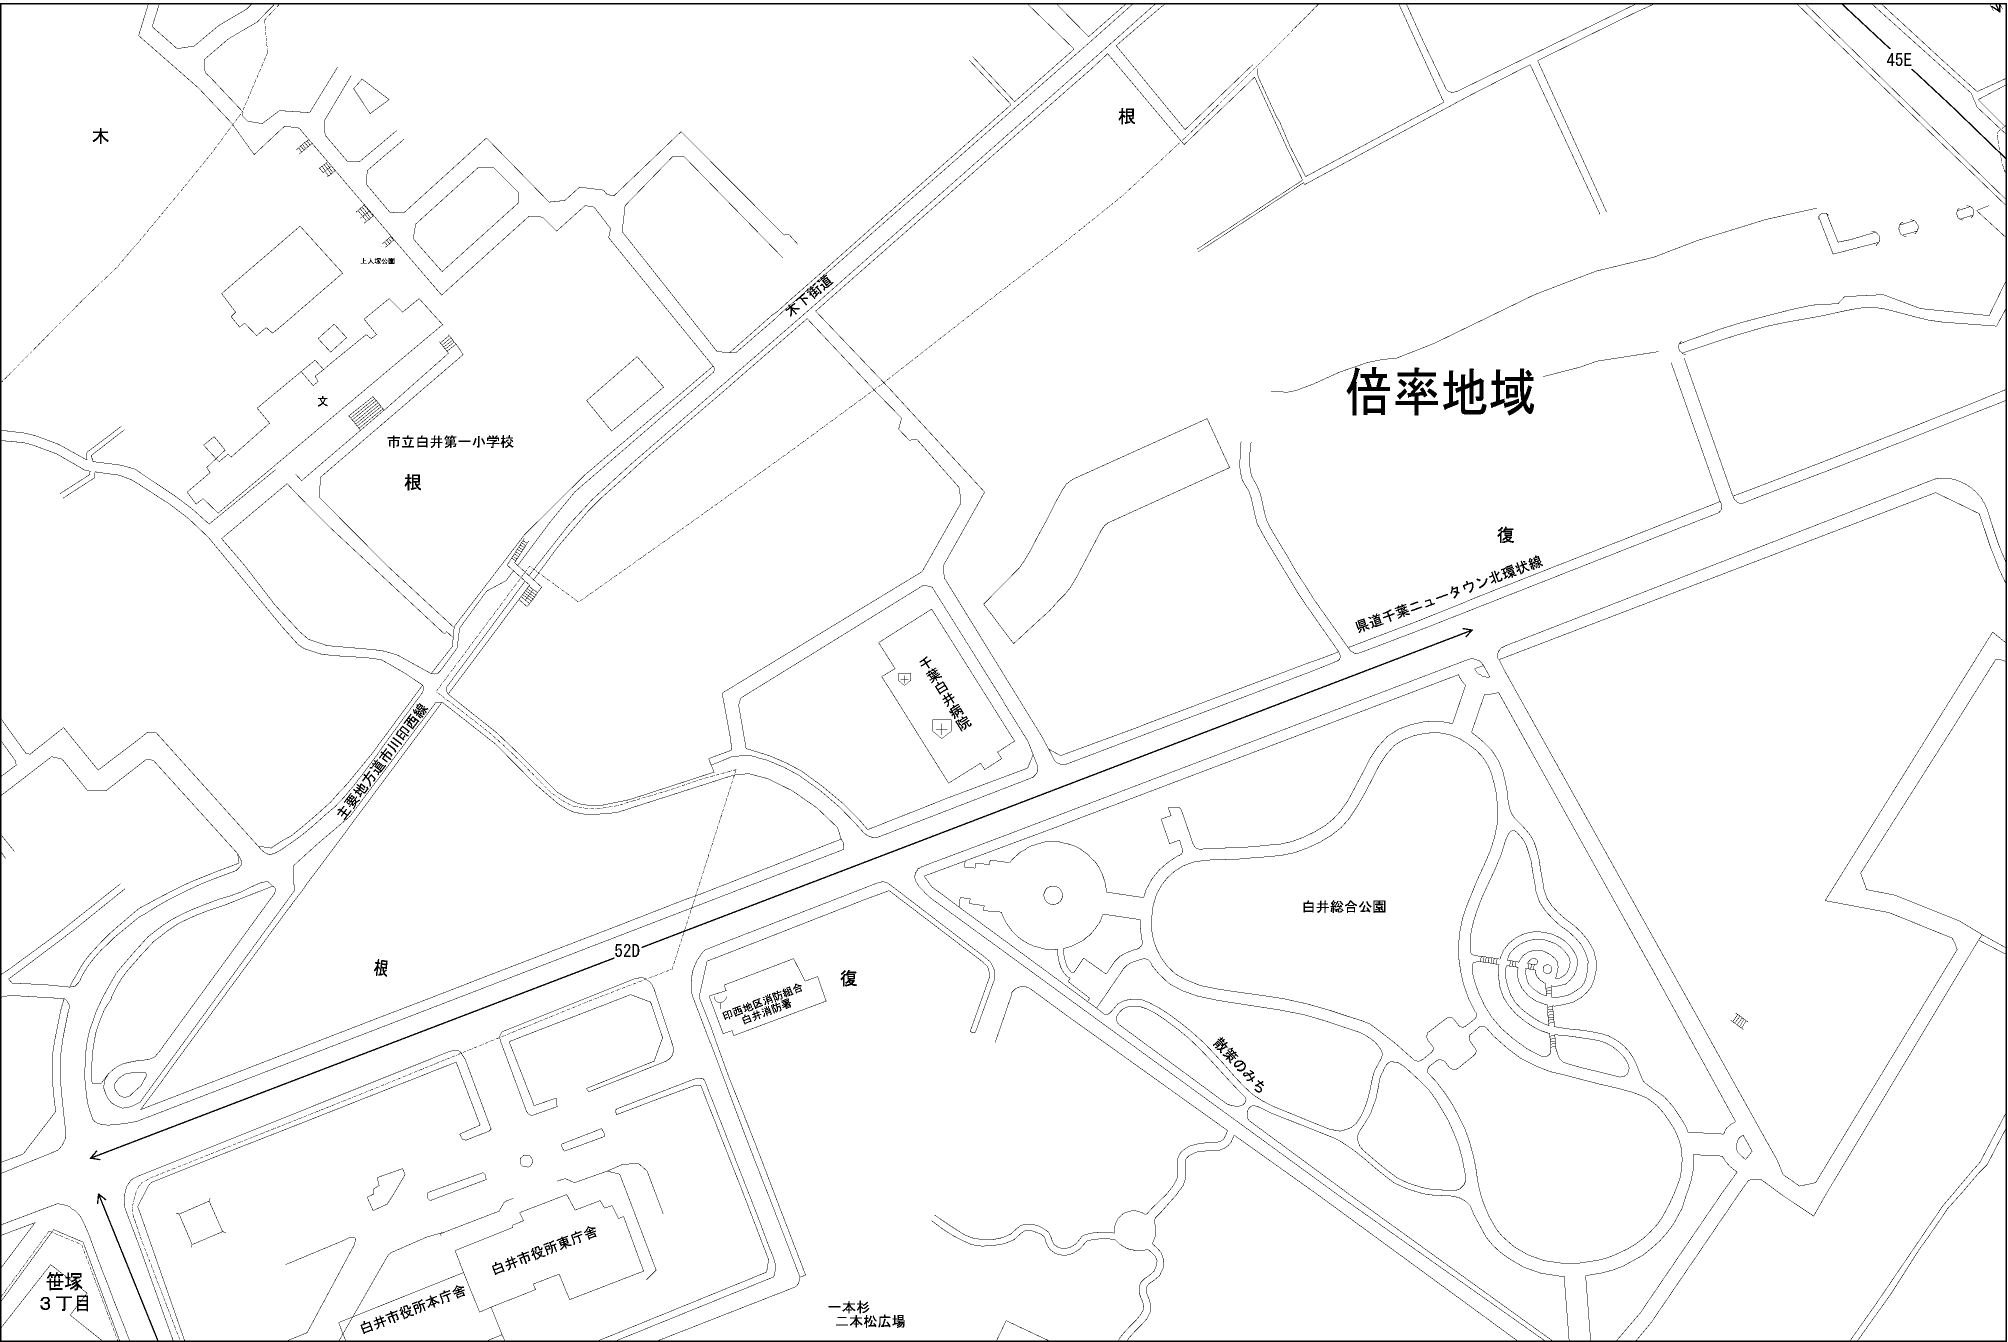 45E
木
根
上人塚公園
木下街道
倍率地域
文
市立白井第一小学校
根
復
県道千葉ニュータウン北環状線
千葉白井病院
主要地方道市川印西線
白井総合公園
52D
根
復
印西地区消防組合
白井消防署
散策のみち
白井市役所東庁舎
笹塚
3丁目
白井市役所本庁舎
一本杉
二本松広場